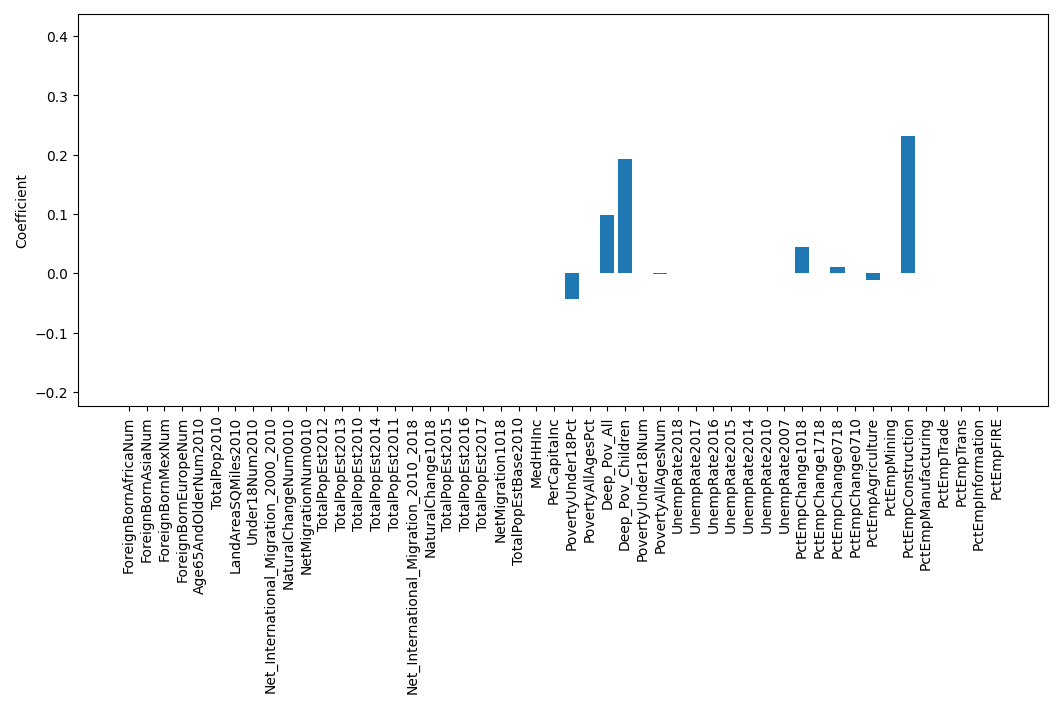 0.4
0.3
0.2
0.1
0.0
−0.1
−0.2
Coefficient
ForeignBornAfricaNum
ForeignBornAsiaNum
ForeignBornMexNum
ForeignBornEuropeNum
Age65AndOlderNum2010
TotalPop2010
LandAreaSQMiles2010
Under18Num2010
Net_International_Migration_2000_2010
NaturalChangeNum0010
NetMigrationNum0010
TotalPopEst2012
TotalPopEst2013
TotalPopEst2010
TotalPopEst2014
TotalPopEst2011
Net_International_Migration_2010_2018
NaturalChange1018
TotalPopEst2015
TotalPopEst2016
TotalPopEst2017
NetMigration1018
TotalPopEstBase2010
MedHHInc
PerCapitaInc
PovertyUnder18Pct
PovertyAllAgesPct
Deep_Pov_All
Deep_Pov_Children
PovertyUnder18Num
PovertyAllAgesNum
UnempRate2018
UnempRate2017
UnempRate2016
UnempRate2015
UnempRate2014
UnempRate2010
UnempRate2007
PctEmpChange1018
PctEmpChange1718
PctEmpChange0718
PctEmpChange0710
PctEmpAgriculture
PctEmpMining
PctEmpConstruction
PctEmpManufacturing
PctEmpTrade
PctEmpTrans
PctEmpInformation
PctEmpFIRE